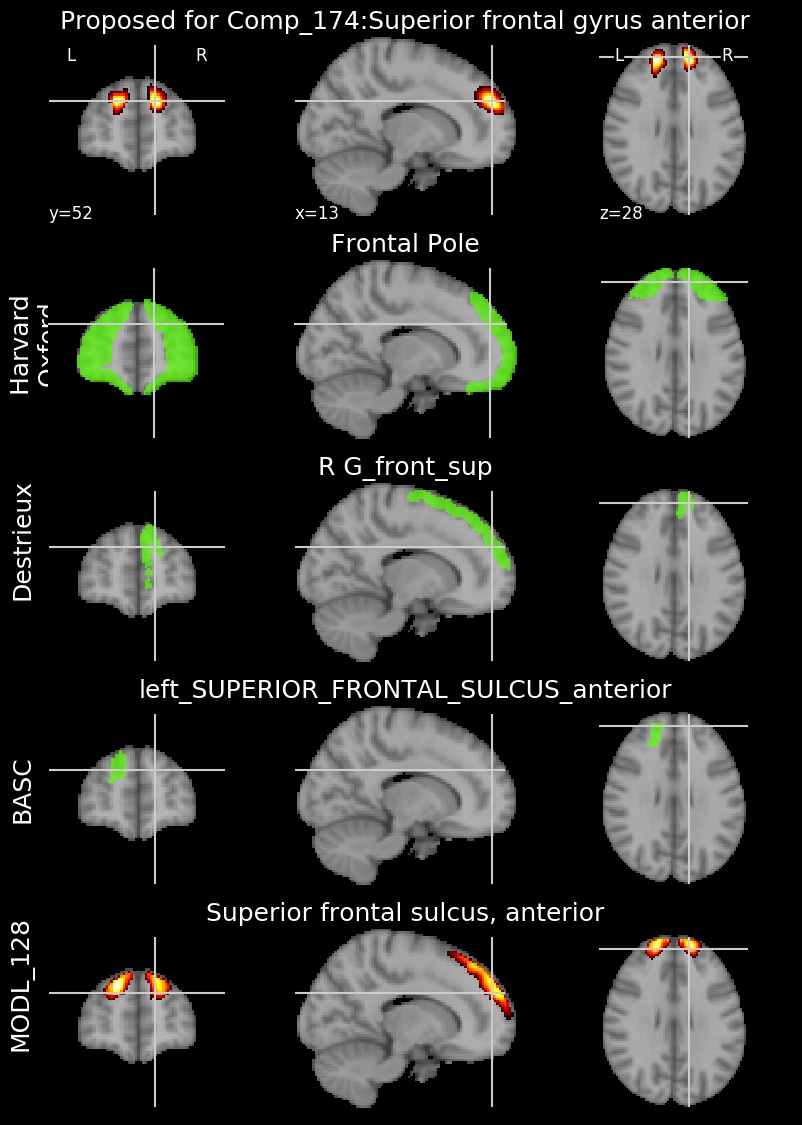 Proposed for Comp_174:Superior frontal gyrus anterior
L R L R
y=52 x=13 z=28
Frontal Pole
Harvard
Oxford
R G_front_sup
Destrieux
left_SUPERIOR_FRONTAL_SULCUS_anterior
BASC
Superior frontal sulcus, anterior
MODL_128